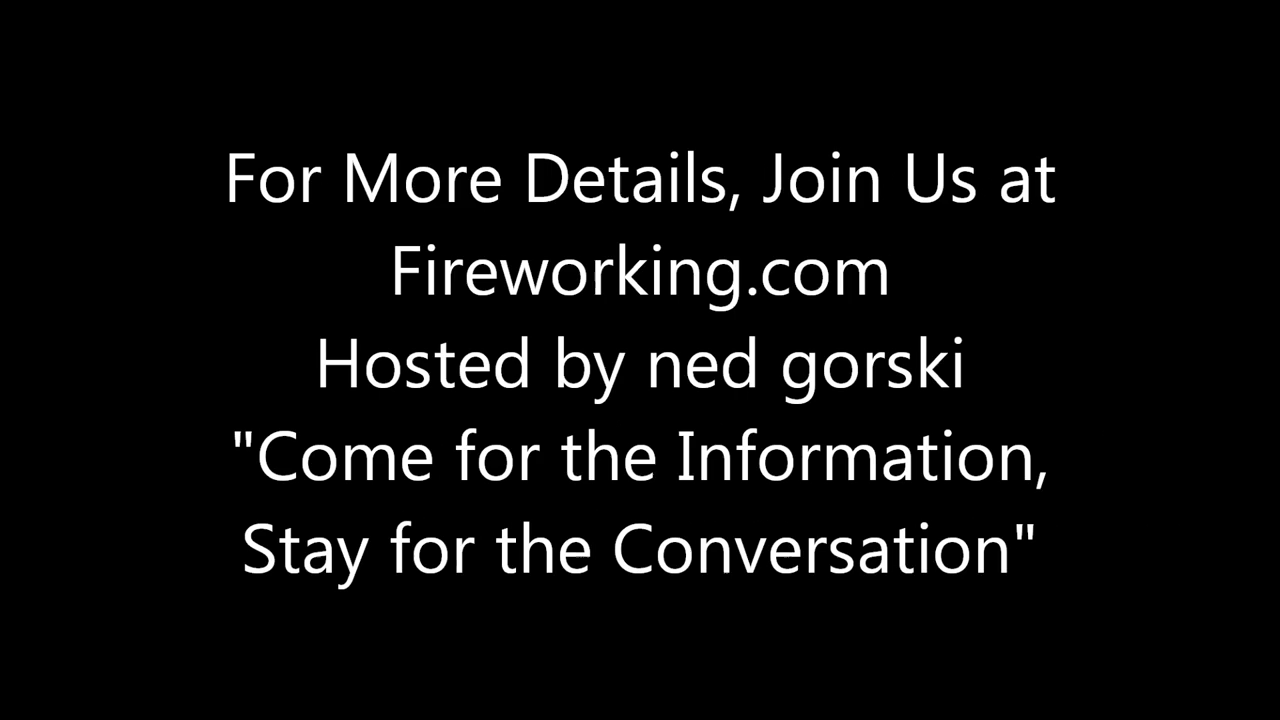 For More Details, Join Us at
Fireworking.com
Hosted by ned gorski
"Come for the Information,
Stay for the Conversation"